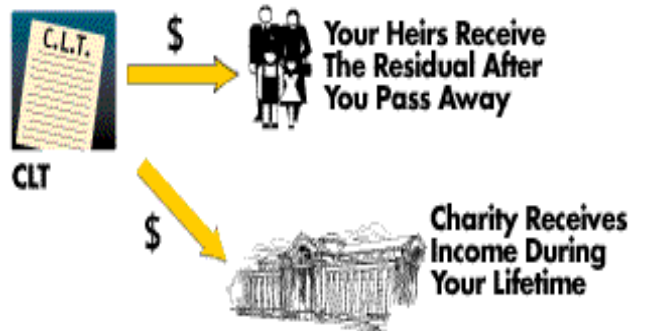 C.L.T.
$
Your Heirs Receive
The Residual After
You Pass Away
CLT
$
Charity Receives
Income During
Your Lifetime